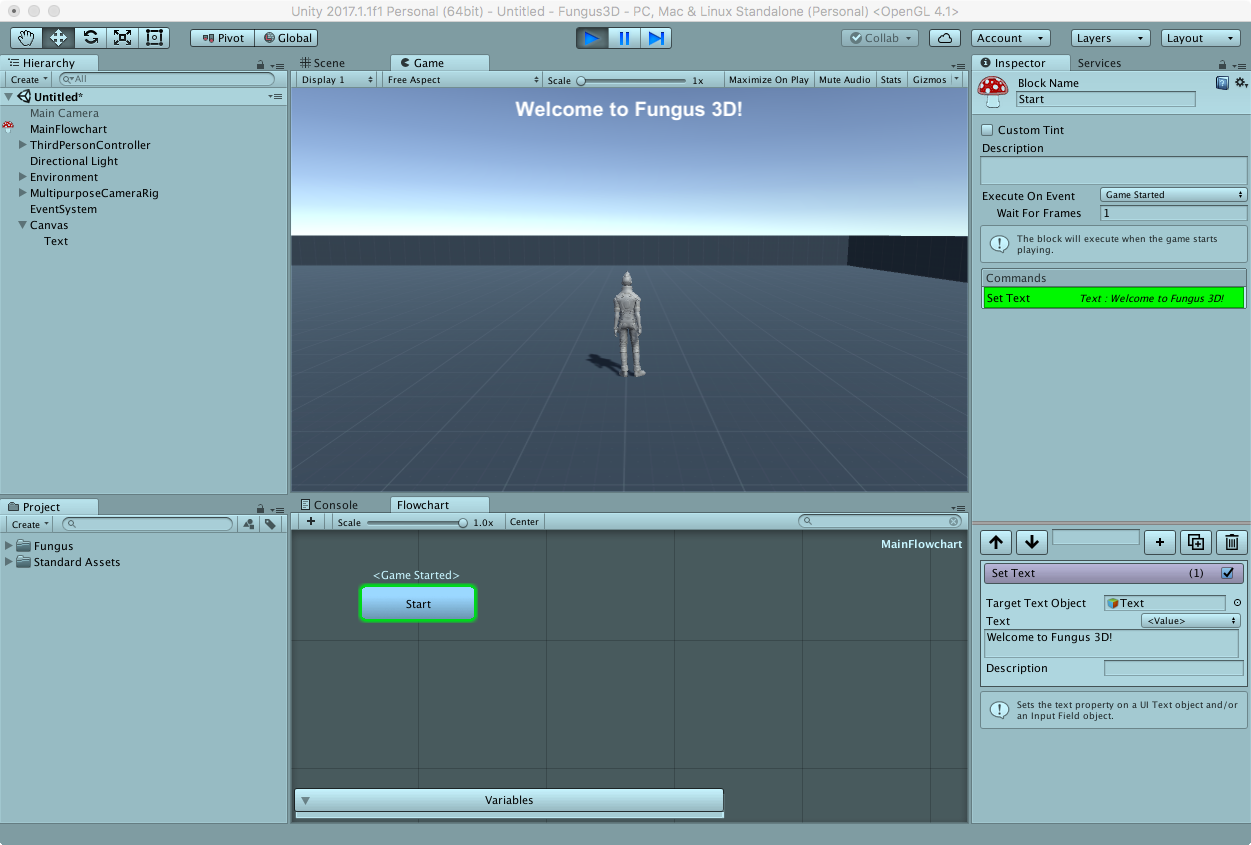 Unity 2017.1.1f1 Personal (64bit) - Untitled - Fungus3D - PC, Mac & Linux Standalone (Personal) <OpenGL 4.1>
Pivot Global Collab Account Layers Layout
Hierarchy
Create All
Untitled*
Main Camera
MainFlowchart
ThirdPersonController
Directional Light
Environment
MultipurposeCameraRig
EventSystem
Canvas
Text
Scene Game
Display 1 Free Aspect Scale 1x Maximize On Play Mute Audio Stats Gizmos
Welcome to Fungus 3D!
Inspector Services
Block Name
Start
Custom Tint
Description
Execute On Event Game Started
Wait For Frames 1
The block will execute when the game starts
playing.
Commands
Set Text Text : Welcome to Fungus 3D!
Project
Create
Fungus
Standard Assets
Console Flowchart
+ Scale 1.0x Center
MainFlowchart
<Game Started>
Start
Variables
+
Set Text (1)
Target Text Object Text
Text <Value>
Welcome to Fungus 3D!
Description
Sets the text property on a UI Text object and/or
an Input Field object.